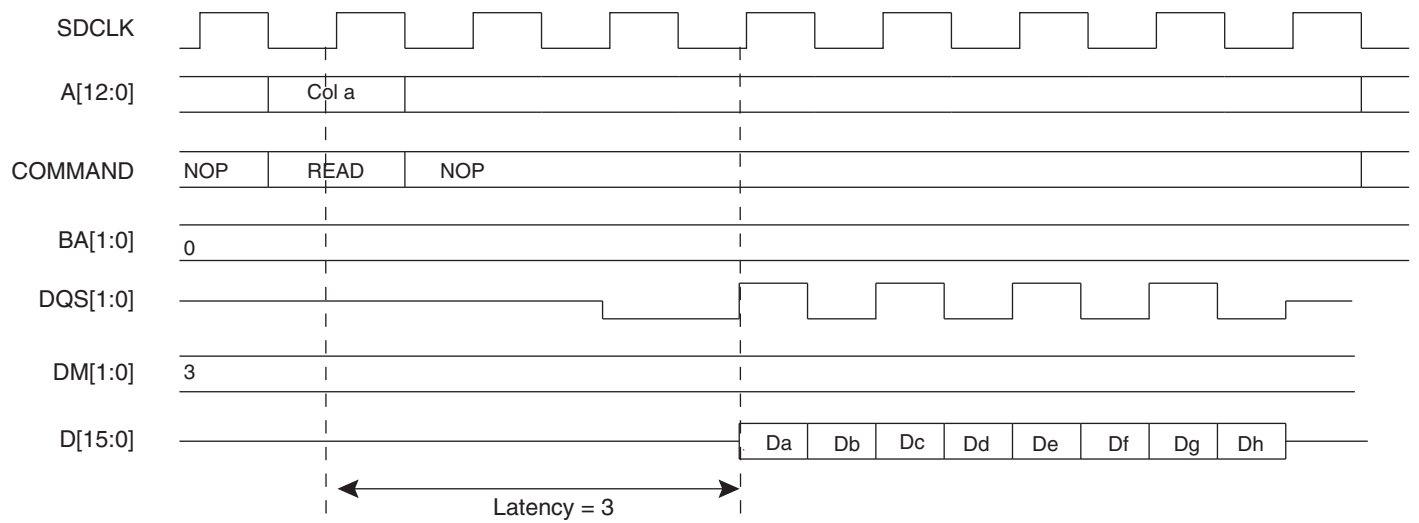 SDCLK
A[12:0] Col a
COMMAND NOP READ NOP
BA[1:0] 0
DQS[1:0]
DM[1:0] 3
D[15:0] Da Db Dc Dd De Df Dg Dh
Latency = 3